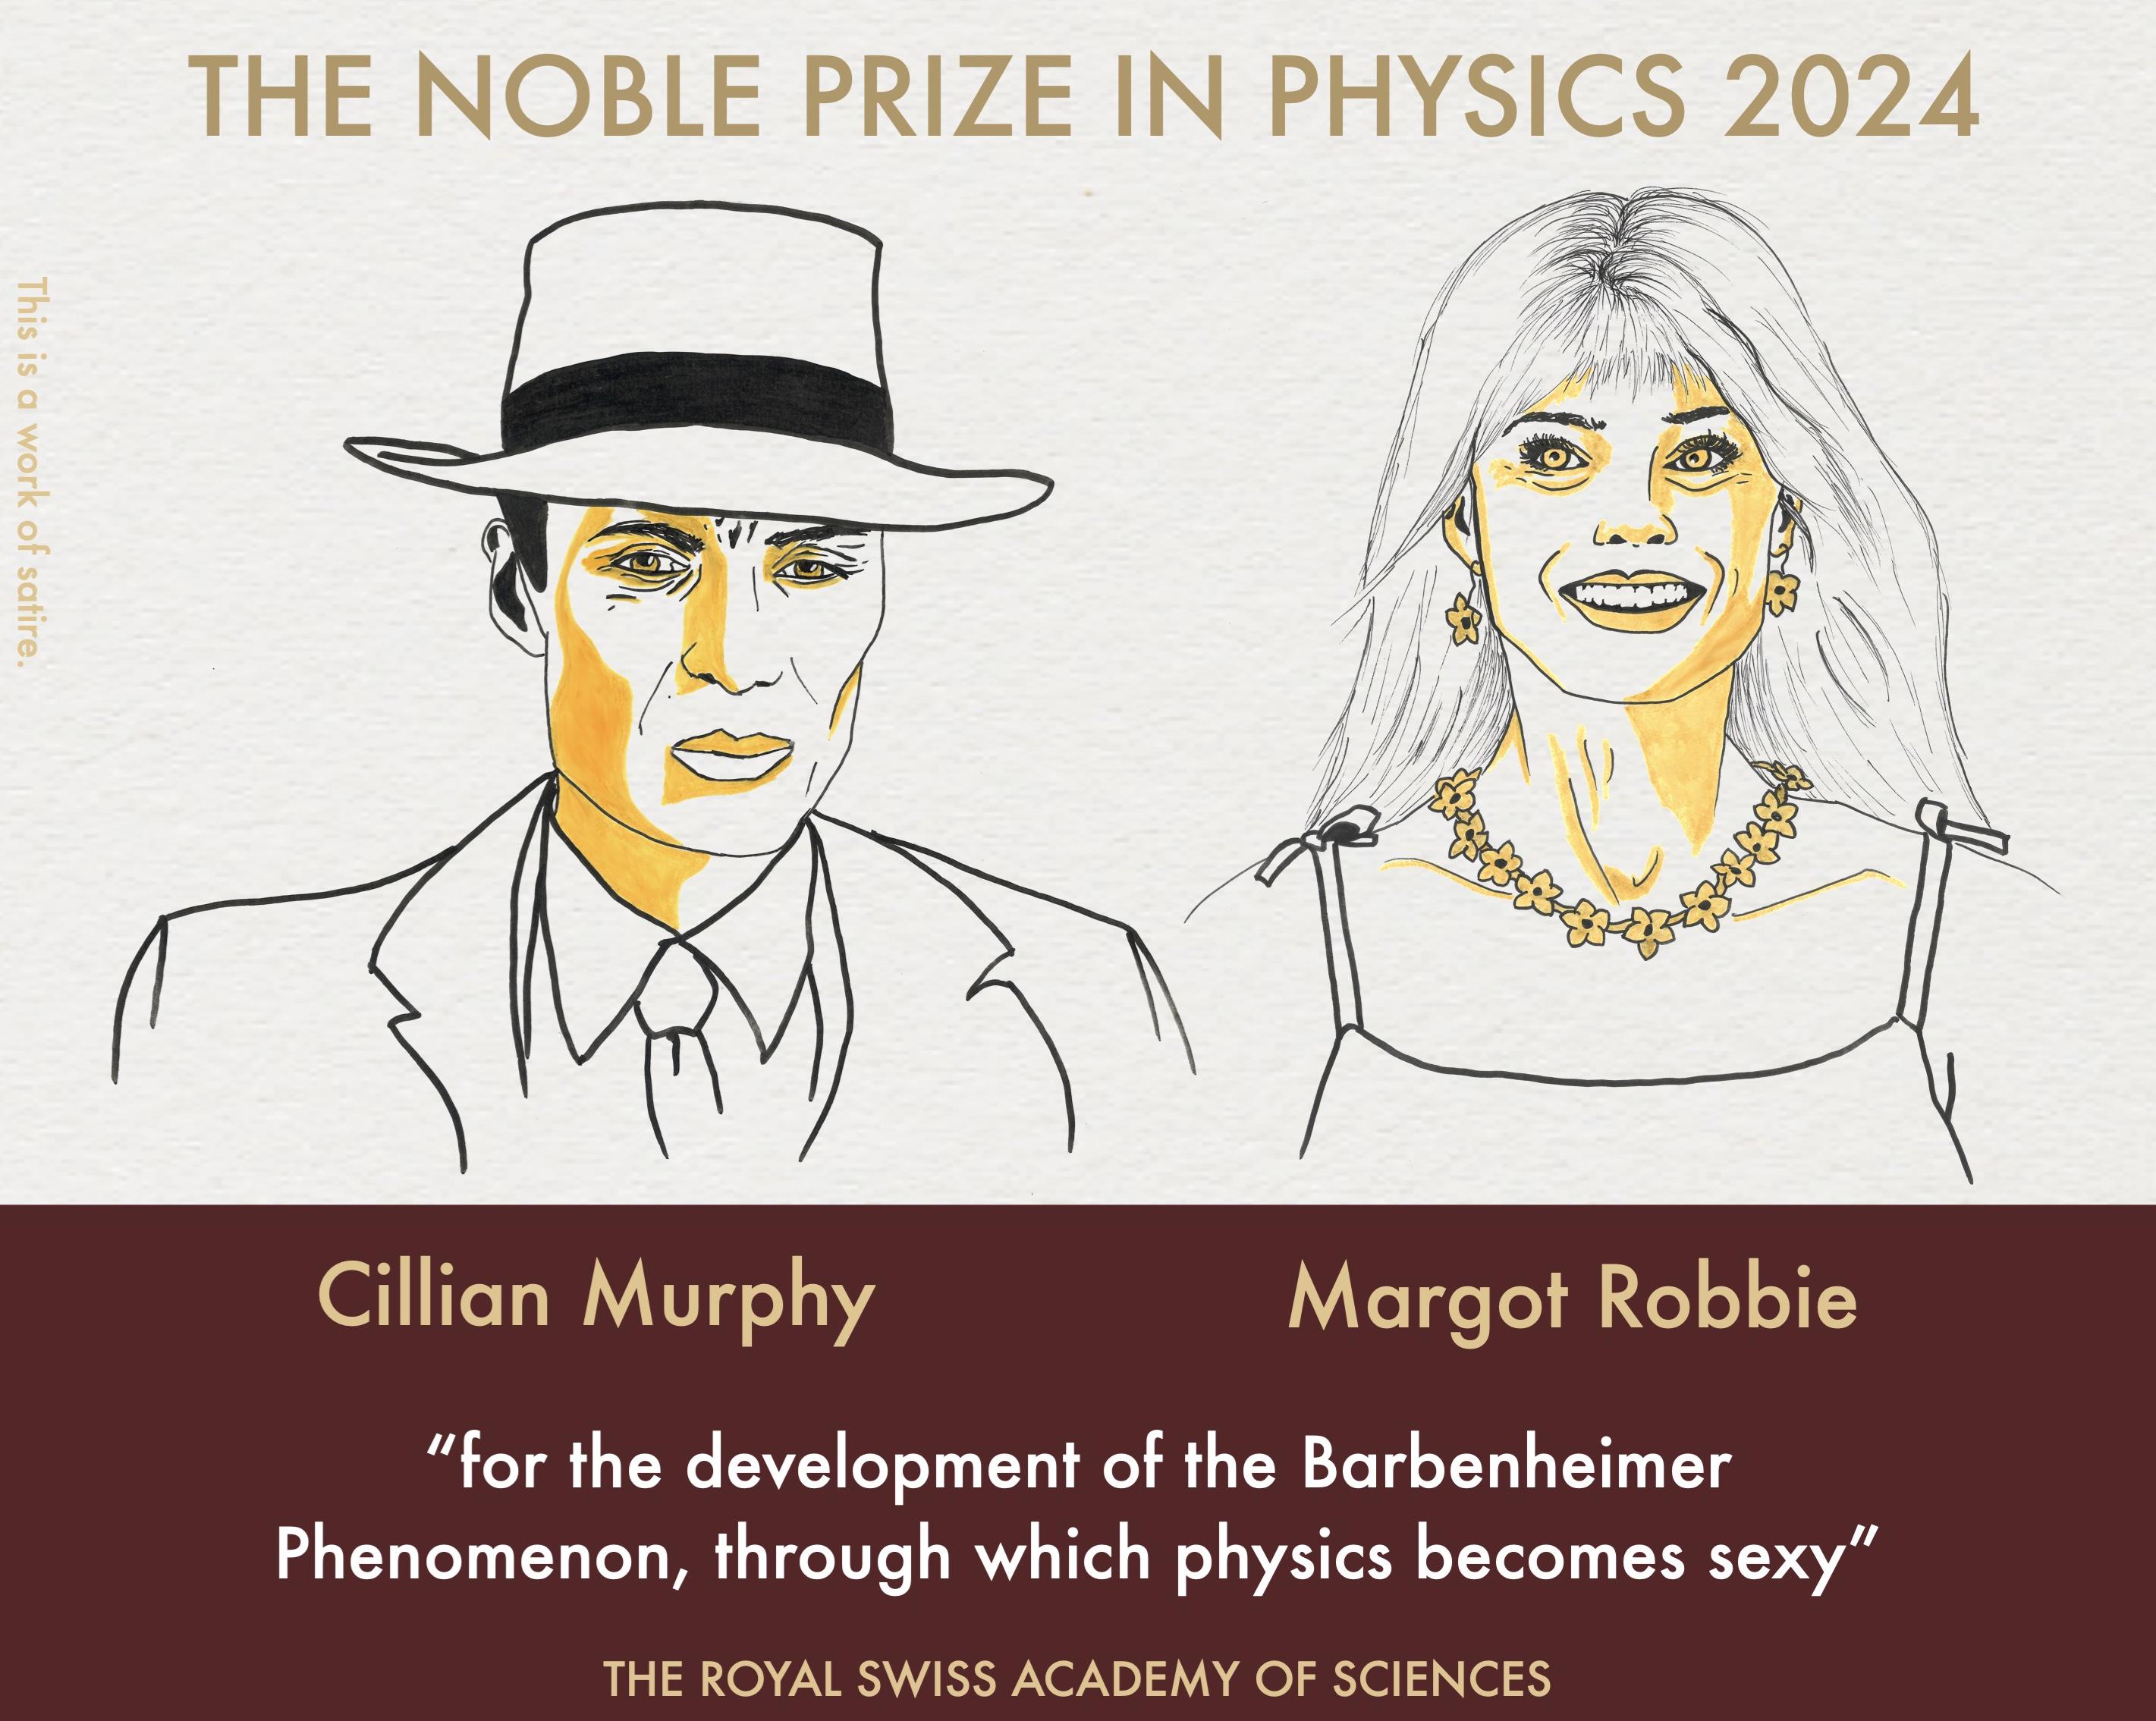 THE NOBLE PRIZE IN PHYSICS 2024
This is a work of satire.
Cillian Murphy
Margot Robbie
“for the development of the Barbenheimer
Phenomenon, through which physics becomes sexy”
THE ROYAL SWISS ACADEMY OF SCIENCES